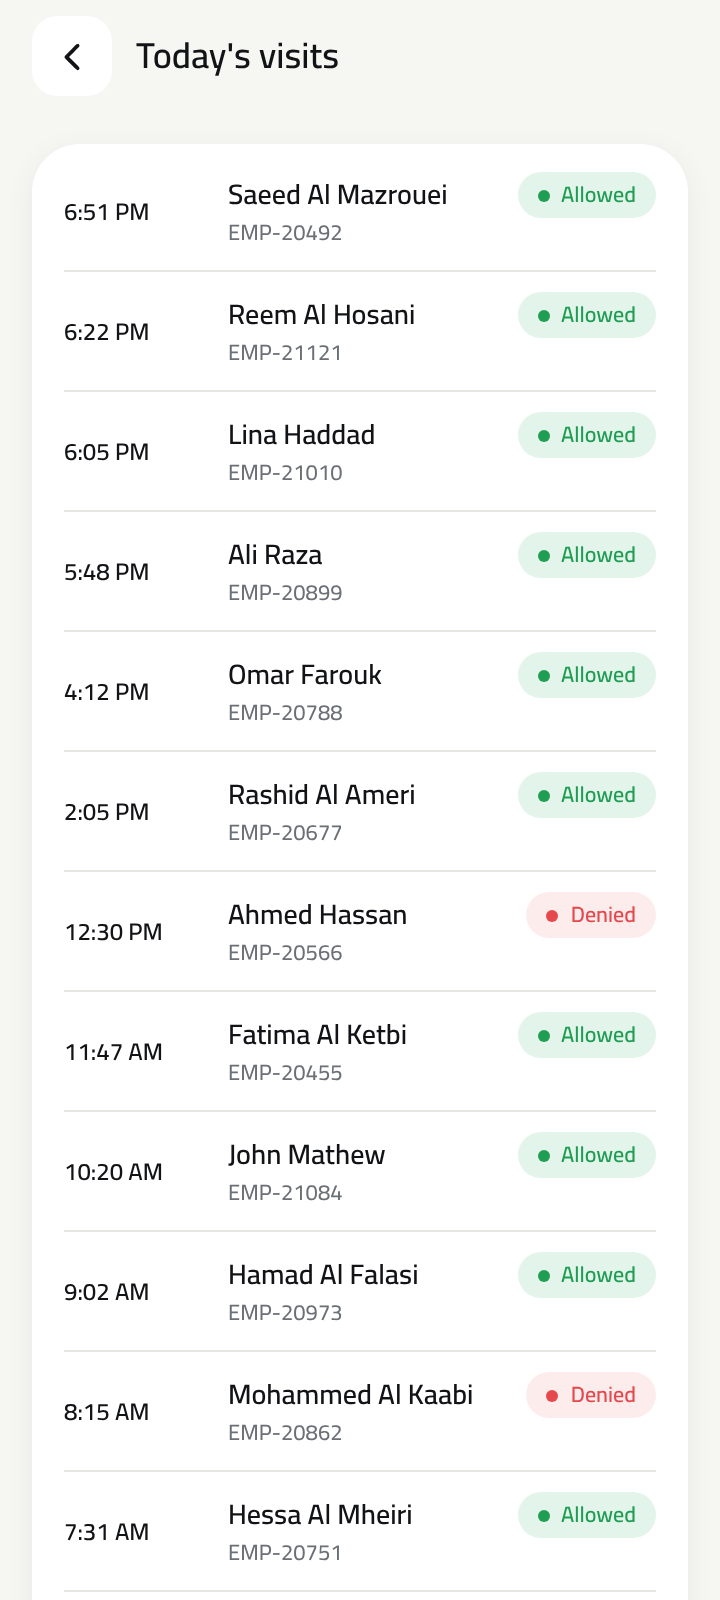 Today's visits
6:51 PM
Saeed Al Mazrouei
EMP-20492
Allowed
6:22 PM
Reem Al Hosani
EMP-21121
Allowed
6:05 PM
Lina Haddad
EMP-21010
Allowed
5:48 PM
Ali Raza
EMP-20899
Allowed
4:12 PM
Omar Farouk
EMP-20788
Allowed
2:05 PM
Rashid Al Ameri
EMP-20677
Allowed
12:30 PM
Ahmed Hassan
EMP-20566
Denied
11:47 AM
Fatima Al Ketbi
EMP-20455
Allowed
10:20 AM
John Mathew
EMP-21084
Allowed
9:02 AM
Hamad Al Falasi
EMP-20973
Allowed
8:15 AM
Mohammed Al Kaabi
EMP-20862
Denied
7:31 AM
Hessa Al Mheiri
EMP-20751
Allowed